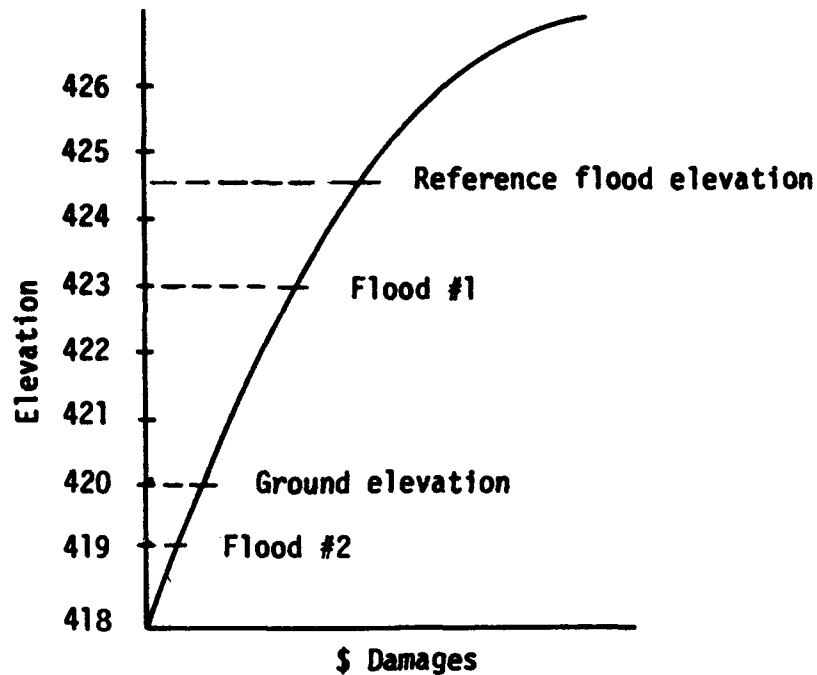 426
425
Reference flood elevation
424
423
Flood #1
422
421
420
Ground elevation
419
Flood #2
418
Elevation
$ Damages